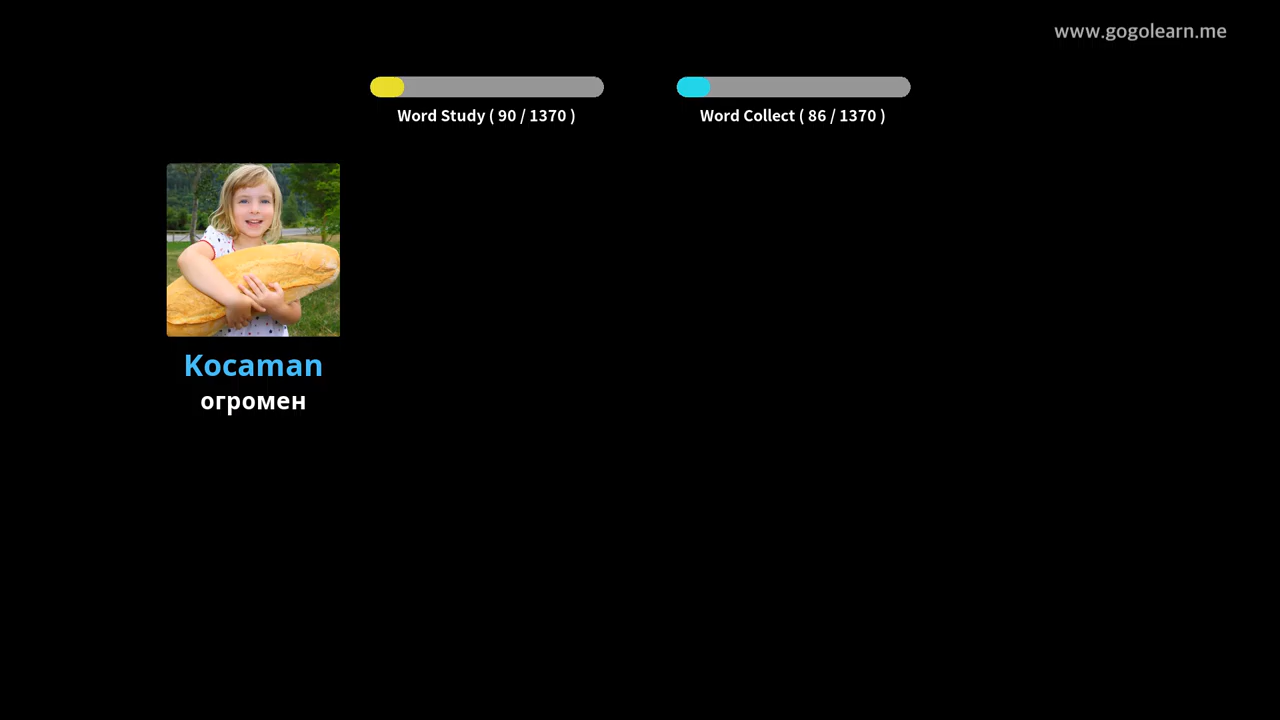 www.gogolearn.me
Word Study ( 90 / 1370 )
Word Collect ( 86 / 1370 )
Kocaman
огромен